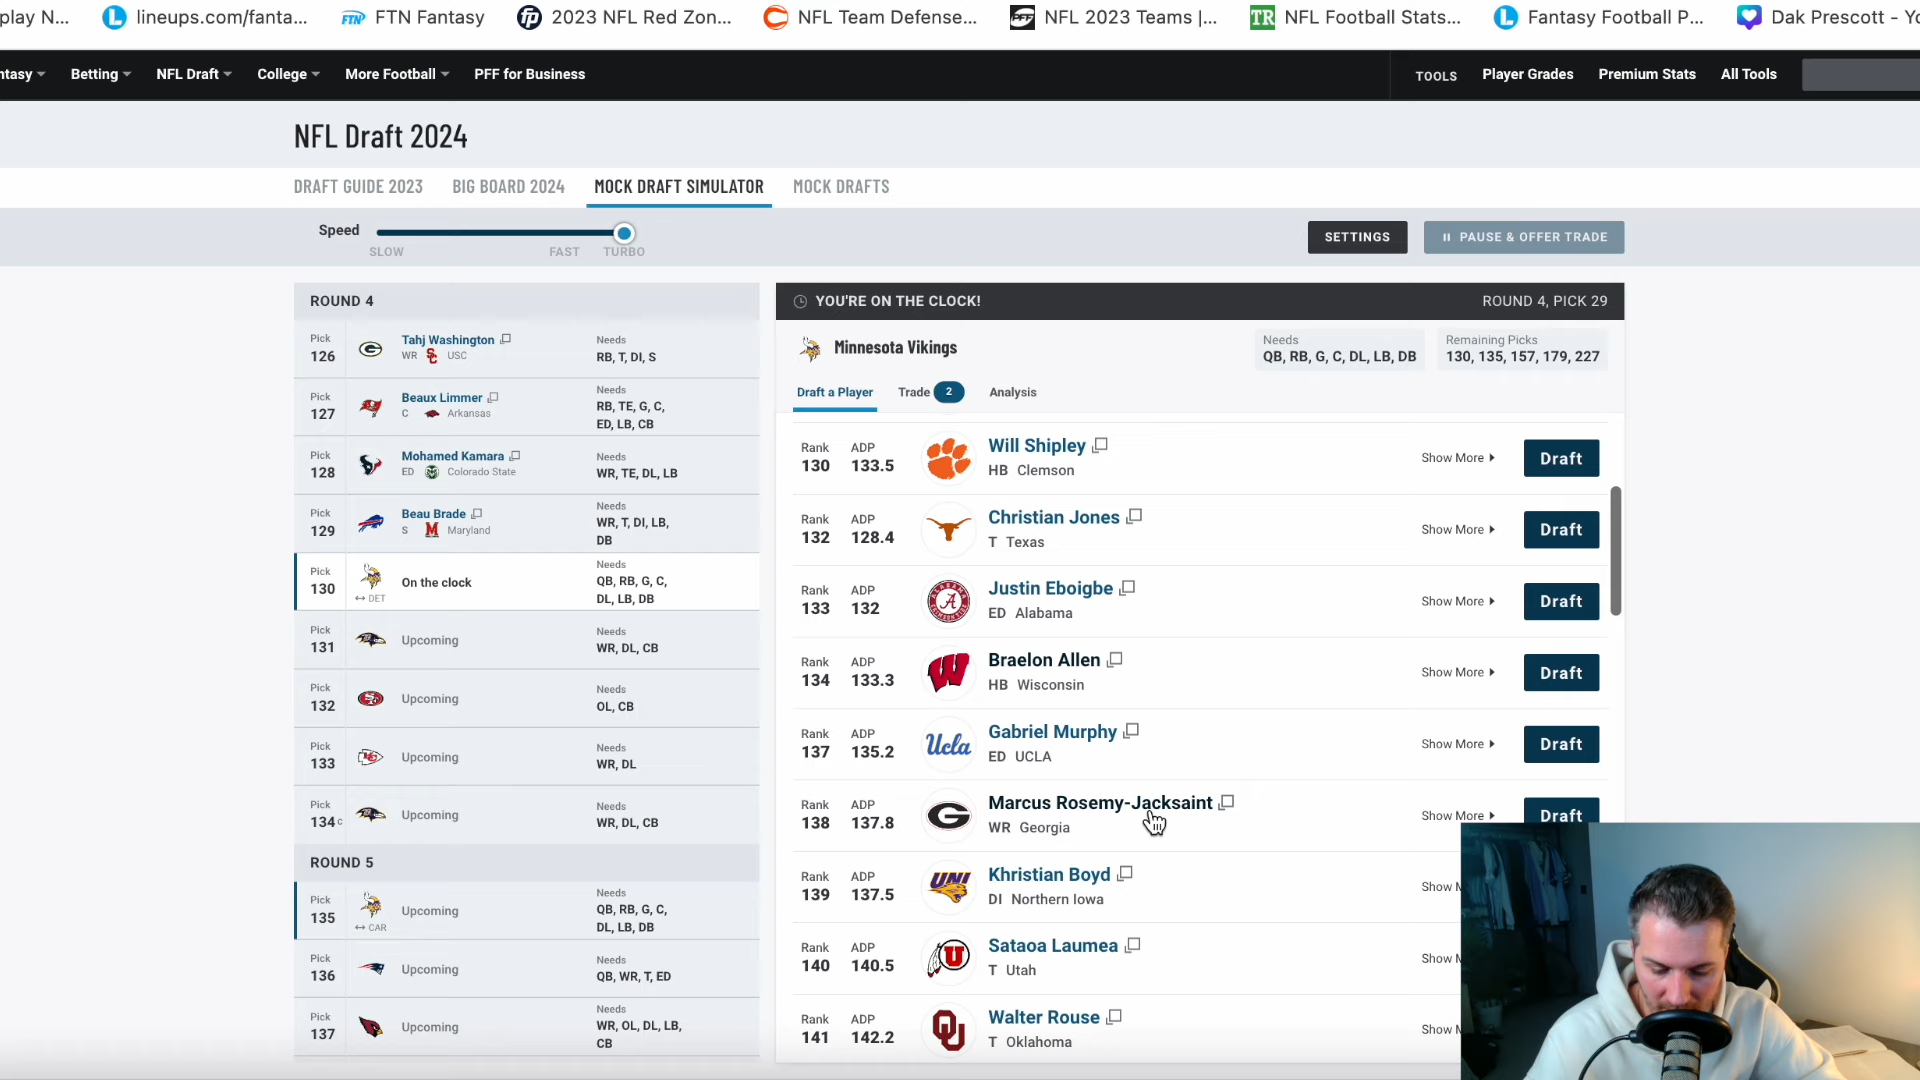 play N...
lineups.com/fanta...
FTN Fantasy
2023 NFL Red Zon...
NFL Team Defense...
NFL 2023 Teams |...
NFL Football Stats...
Fantasy Football P...
Dak Prescott - Yo
ntasy
Betting
NFL Draft
College
More Football
PFF for Business
TOOLS
Player Grades
Premium Stats
All Tools
NFL Draft 2024
DRAFT GUIDE 2023
BIG BOARD 2024
MOCK DRAFT SIMULATOR
MOCK DRAFTS
Speed
SLOW
FAST
TURBO
SETTINGS
PAUSE & OFFER TRADE
ROUND 4
Pick
126
Tahj Washington
WR USC
Needs
RB, T, DI, S
Pick
127
Beaux Limmer
C Arkansas
Needs
RB, TE, G, C,
ED, LB, CB
Pick
128
Mohamed Kamara
ED Colorado State
Needs
WR, TE, DL, LB
Pick
129
Beau Brade
S Maryland
Needs
WR, T, DI, LB,
DB
Pick
130
DET
On the clock
Needs
QB, RB, G, C,
DL, LB, DB
Pick
131
Upcoming
Needs
WR, DL, CB
Pick
132
Upcoming
Needs
OL, CB
Pick
133
Upcoming
Needs
WR, DL
Pick
134 c
Upcoming
Needs
WR, DL, CB
ROUND 5
Pick
135
CAR
Upcoming
Needs
QB, RB, G, C,
DL, LB, DB
Pick
136
Upcoming
Needs
QB, WR, T, ED
Pick
137
Upcoming
Needs
WR, OL, DL, LB,
CB
YOU'RE ON THE CLOCK!
ROUND 4, PICK 29
Minnesota Vikings
Needs
QB, RB, G, C, DL, LB, DB
Remaining Picks
130, 135, 157, 179, 227
Draft a Player
Trade 2
Analysis
Rank
130
ADP
133.5
Will Shipley
HB Clemson
Show More
Draft
Rank
132
ADP
128.4
Christian Jones
T Texas
Show More
Draft
Rank
133
ADP
132
Justin Eboigbe
ED Alabama
Show More
Draft
Rank
134
ADP
133.3
Braelon Allen
HB Wisconsin
Show More
Draft
Rank
137
ADP
135.2
Ucla
Gabriel Murphy
ED UCLA
Show More
Draft
Rank
138
ADP
137.8
Marcus Rosemy-Jacksaint
WR Georgia
Show More
Draft
Rank
139
ADP
137.5
UNI
Khristian Boyd
DI Northern Iowa
Show M
Rank
140
ADP
140.5
Sataoa Laumea
T Utah
Show M
Rank
141
ADP
142.2
Walter Rouse
T Oklahoma
Show M